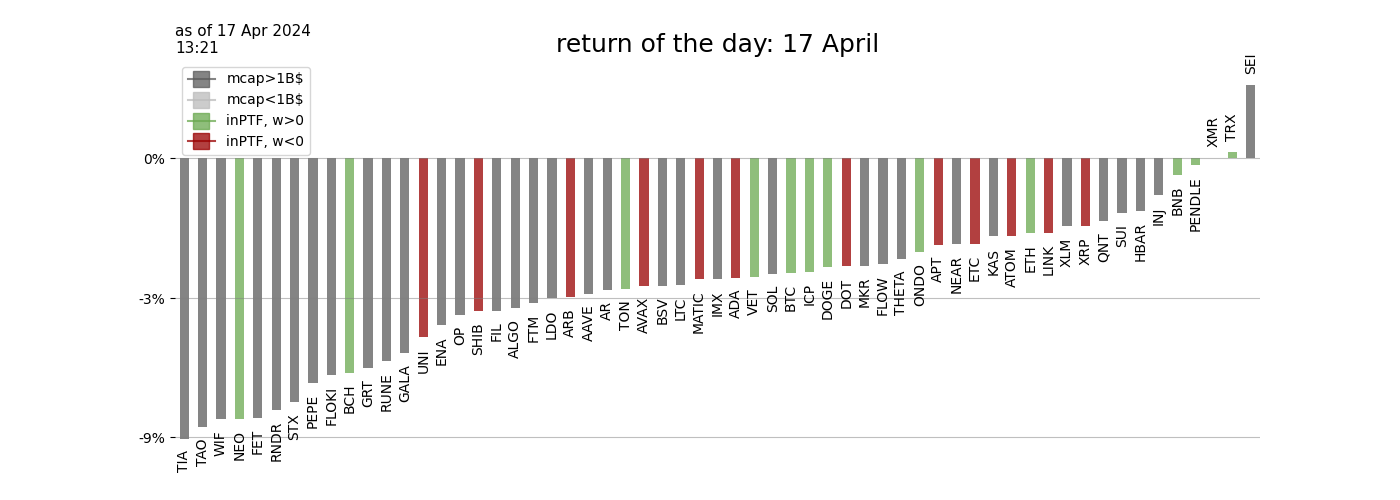 as of 17 Apr 2024
13:21
return of the day: 17 April
mcap>1B$
mcap<1B$
inPTF, w>0
inPTF, w<0
0%
-3%
-9%
TIA
TAO
WIF
NEO
FET
RNDR
STX
PEPE
FLOKI
BCH
GRT
RUNE
GALA
UNI
ENA
OP
SHIB
FIL
ALGO
FTM
LDO
ARB
AAVE
AR
TON
AVAX
BSV
LTC
MATIC
IMX
ADA
VET
SOL
BTC
ICP
DOGE
DOT
MKR
FLOW
THETA
ONDO
APT
NEAR
ETC
KAS
ATOM
ETH
LINK
XLM
XRP
QNT
SUI
HBAR
INJ
BNB
PENDLE
XMR
TRX
SEI